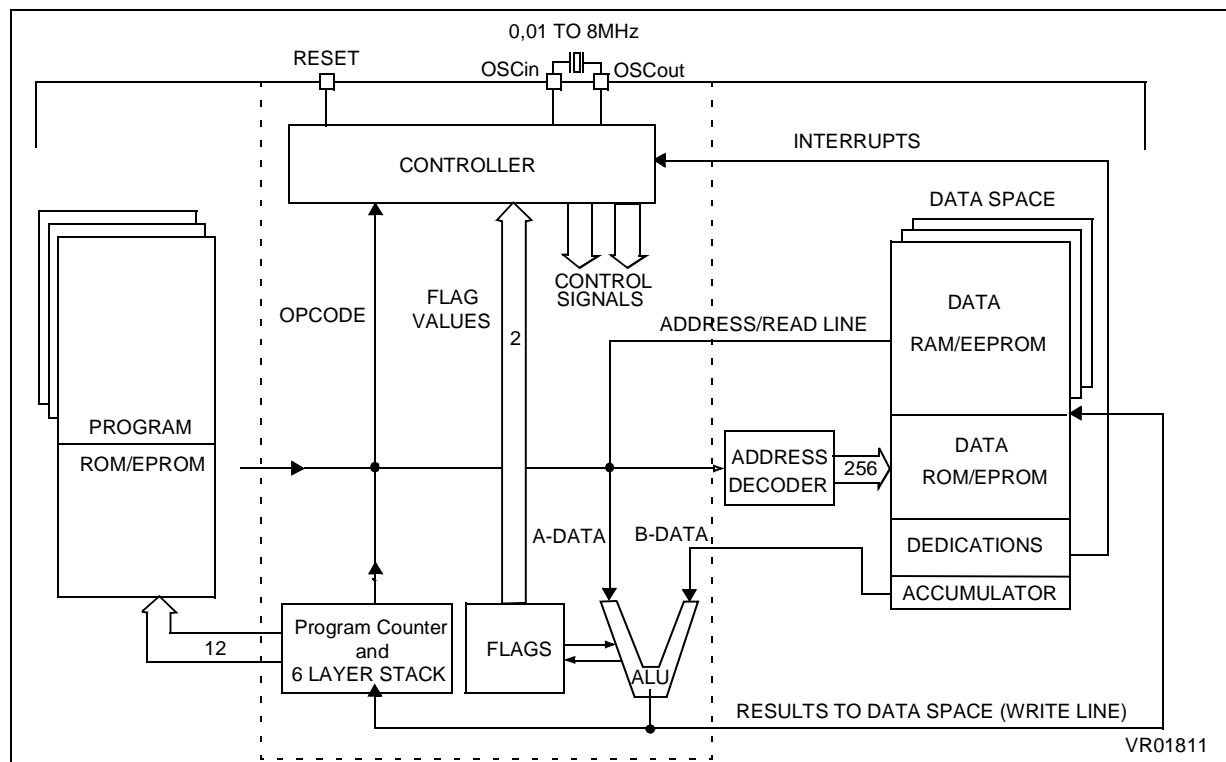 0,01 TO 8MHz
RESET
OSCin
OSCout
CONTROLLER
INTERRUPTS
DATA SPACE
CONTROL
SIGNALS
OPCODE
FLAG
VALUES
2
ADDRESS/READ LINE
DATA
RAM/EEPROM
PROGRAM
ROM/EPROM
ADDRESS
DECODER
256
DATA
ROM/EPROM
A-DATA
B-DATA
DEDICATIONS
ACCUMULATOR
12
Program Counter
and
6 LAYER STACK
FLAGS
ALU
RESULTS TO DATA SPACE (WRITE LINE)
VR01811